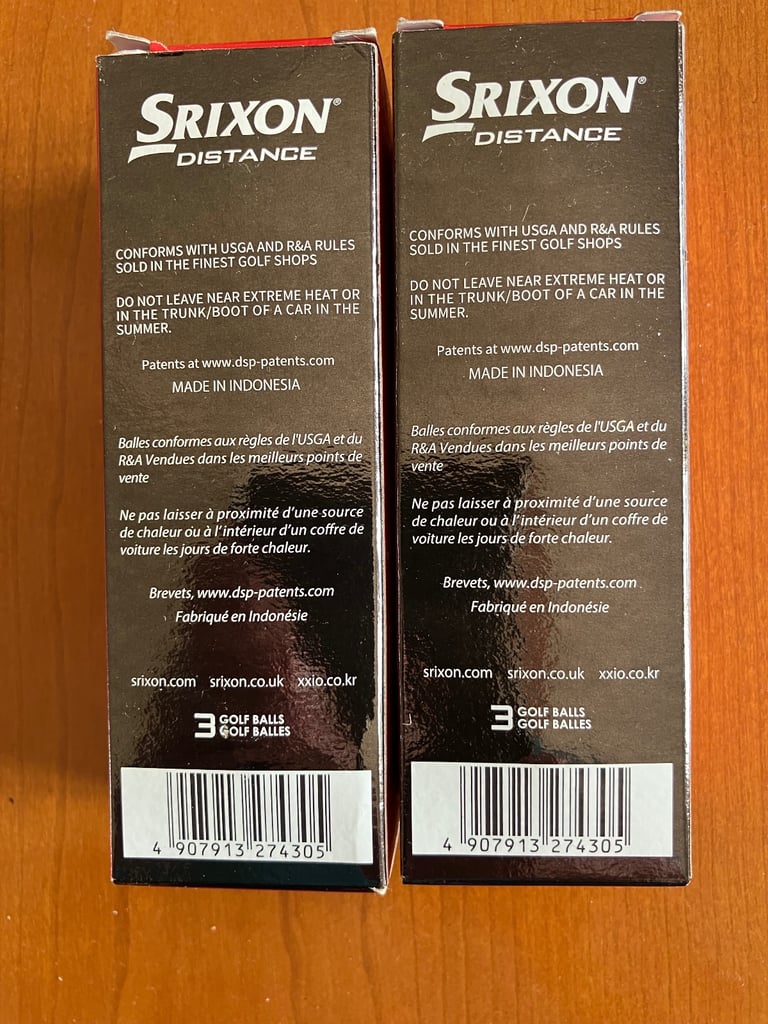 SRIXON®
DISTANCE
CONFORMS WITH USGA AND R&A RULES
SOLD IN THE FINEST GOLF SHOPS
DO NOT LEAVE NEAR EXTREME HEAT OR
IN THE TRUNK/BOOT OF A CAR IN THE
SUMMER.
Patents at www.dsp-patents.com
MADE IN INDONESIA
Balles conformes aux règles de l'USGA et du
R&A Vendues dans les meilleurs points de
vente
Ne pas laisser à proximité d'une source
de chaleur ou à l'intérieur d'un coffre de
voiture les jours de forte chaleur.
Brevets, www.dsp-patents.com
Fabriqué en Indonésie
srixon.com srixon.co.uk xxio.co.kr
3 GOLF BALLS
GOLF BALLES
4 907913 274305
SRIXON®
DISTANCE
CONFORMS WITH USGA AND R&A RULES
SOLD IN THE FINEST GOLF SHOPS
DO NOT LEAVE NEAR EXTREME HEAT OR
IN THE TRUNK/BOOT OF A CAR IN THE
SUMMER.
Patents at www.dsp-patents.com
MADE IN INDONESIA
Balles conformes aux règles de l'USGA et du
R&A Vendues dans les meilleurs points de
vente
Ne pas laisser à proximité d'une source
de chaleur ou à l'intérieur d'un coffre de
voiture les jours de forte chaleur.
Brevets, www.dsp-patents.com
Fabriqué en Indonésie
srixon.com srixon.co.uk xxio.co.kr
3 GOLF BALLS
GOLF BALLES
4 907913 274305